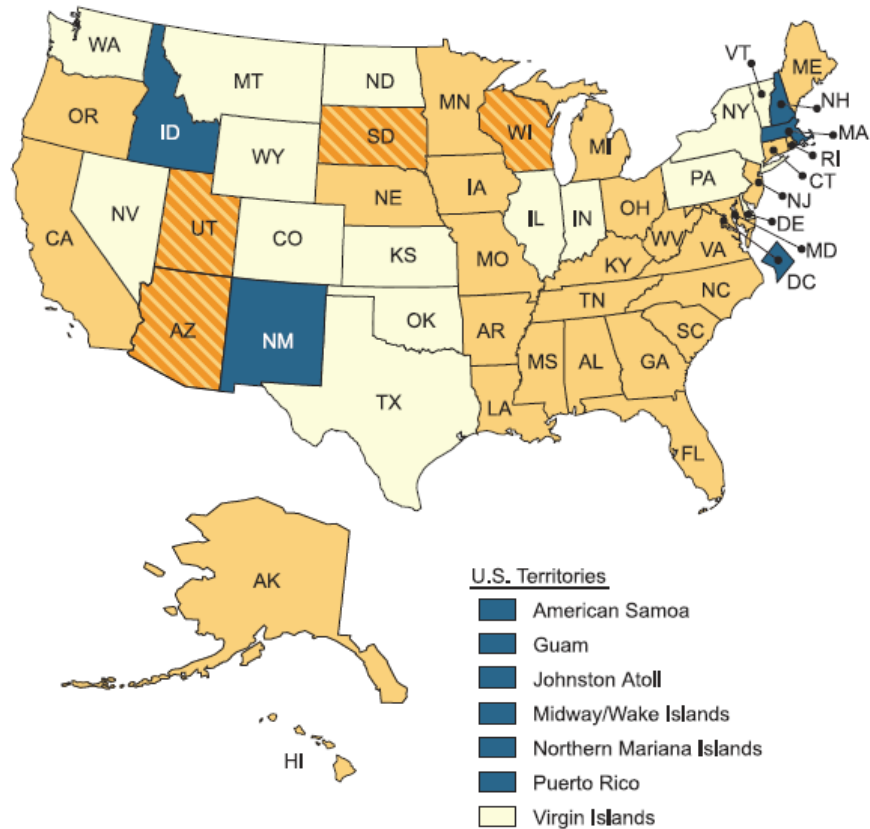 WA
MT
ND
MN
VT
ME
OR
ID
SD
WI
NY
NH
MA
WY
MI
RI
CT
PA
NJ
NE
IA
NV
UT
CO
IL
IN
OH
DE
CA
KS
MO
WV
VA
MD
KY
DC
AZ
NM
OK
AR
TN
NC
SC
MS
AL
GA
TX
LA
FL
AK
HI
U.S. Territories
American Samoa
Guam
Johnston Atoll
Midway/Wake Islands
Northern Mariana Islands
Puerto Rico
Virgin Islands